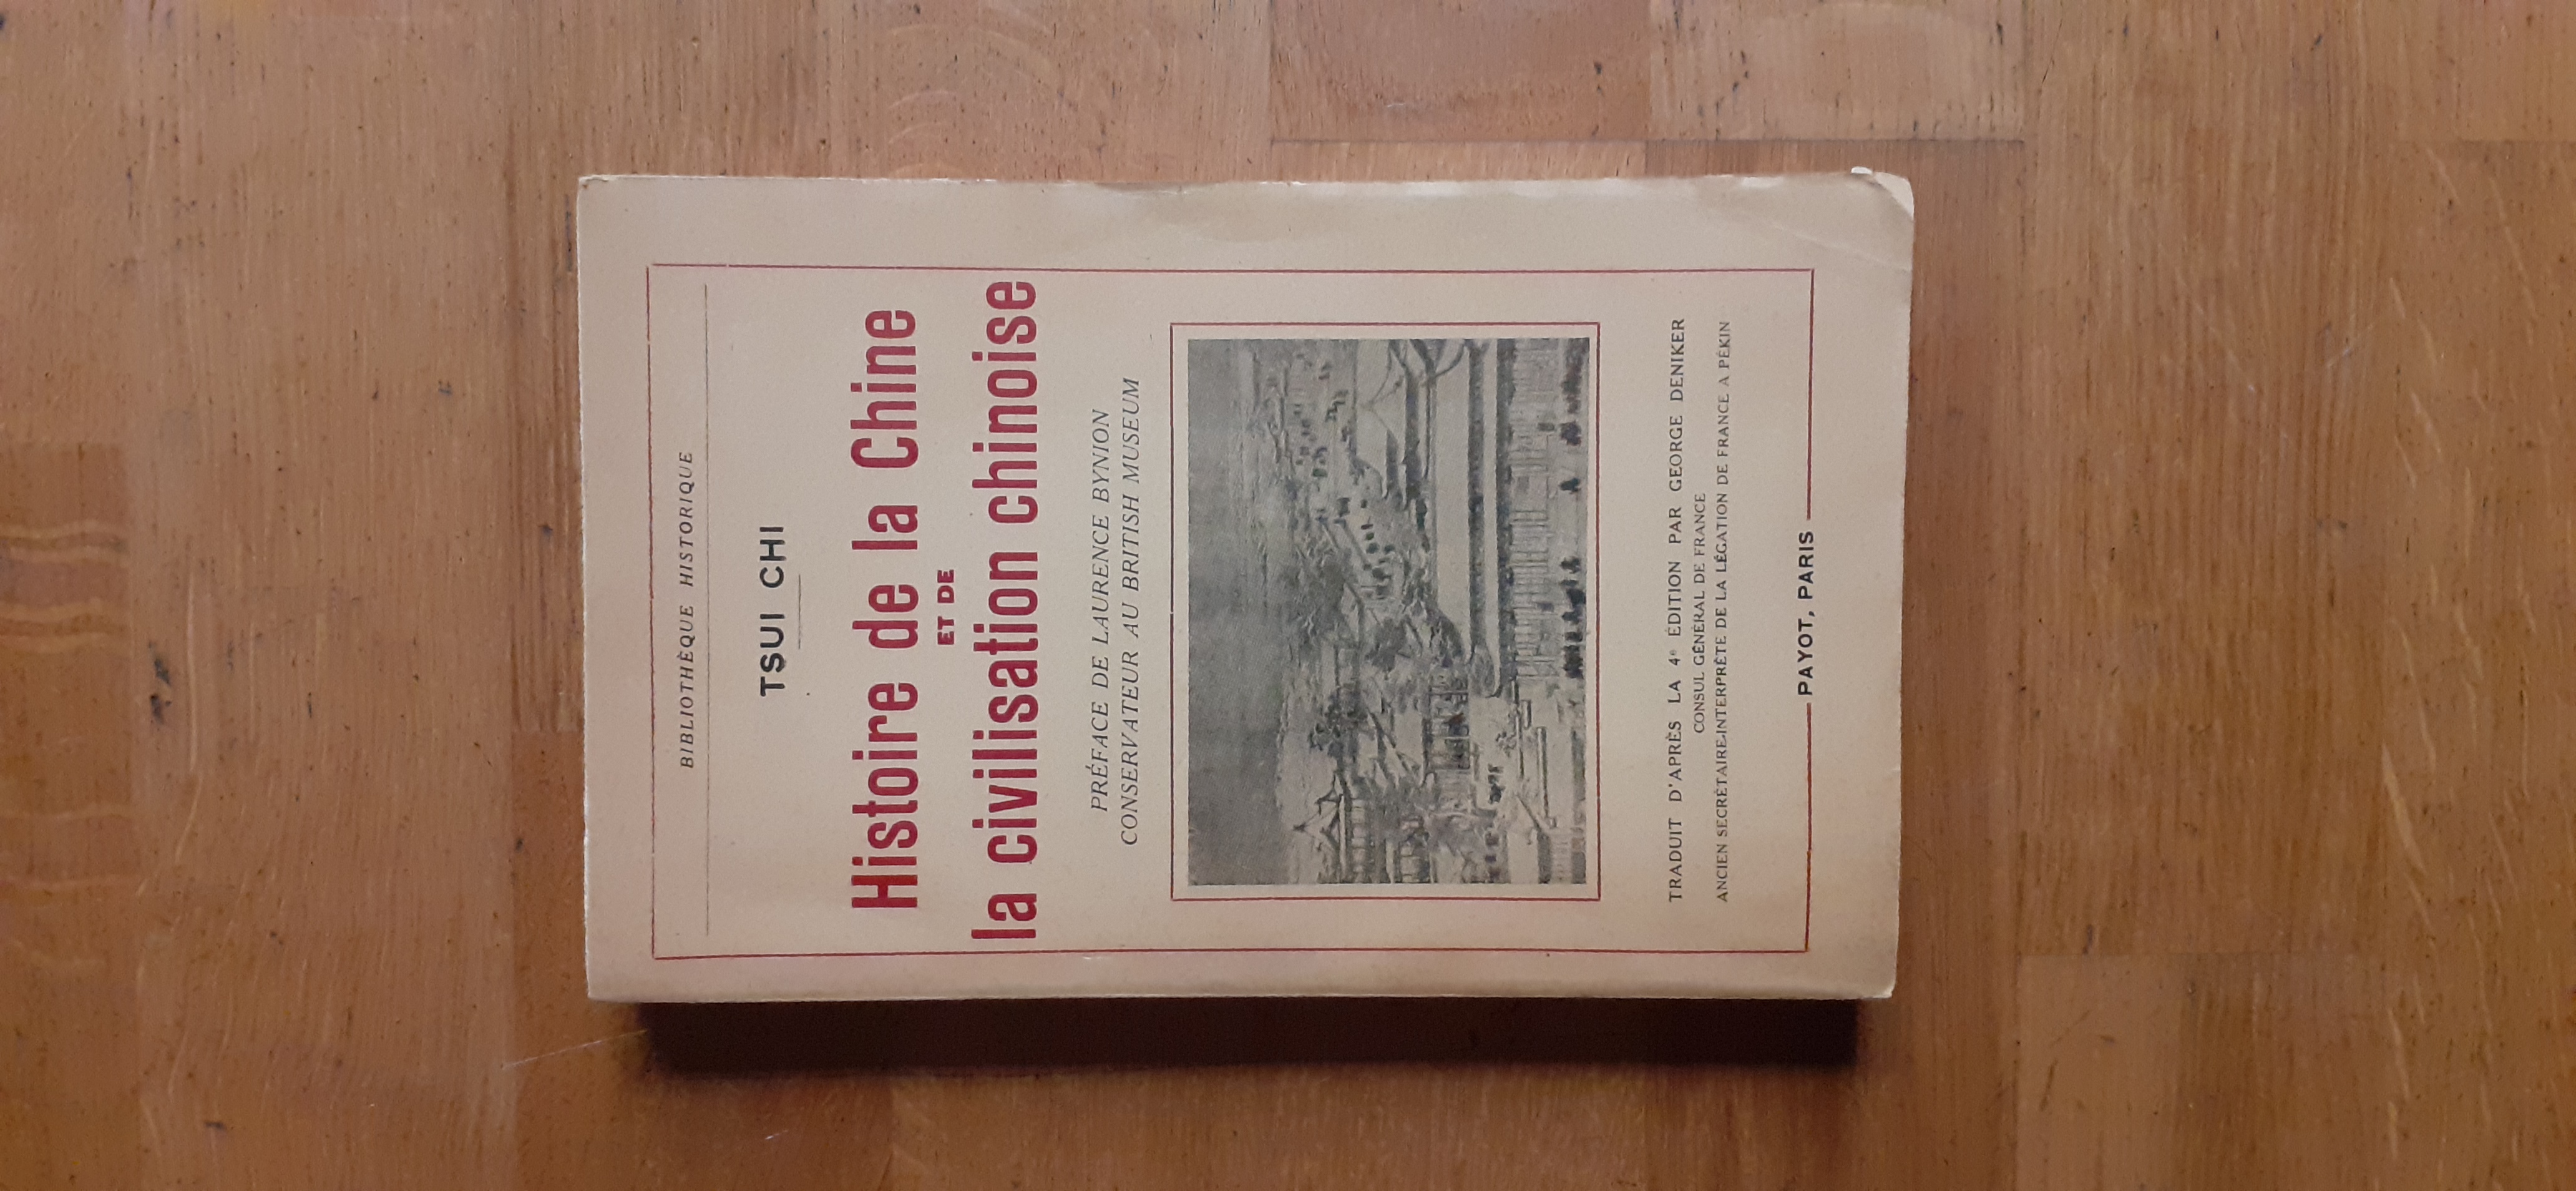 BIBLIOTHÈQUE HISTORIQUE
TSUI CHI
Histoire de la Chine
ET DE
la civilisation chinoise
PRÉFACE DE LAURENCE BYNION
CONSERVATEUR AU BRITISH MUSEUM
TRADUIT D'APRÈS LA 4e ÉDITION PAR GEORGE DENIKER
CONSUL GÉNÉRAL DE FRANCE
ANCIEN SECRÉTAIRE-INTERPRÈTE DE LA LÉGATION DE FRANCE A PÉKIN
PAYOT, PARIS